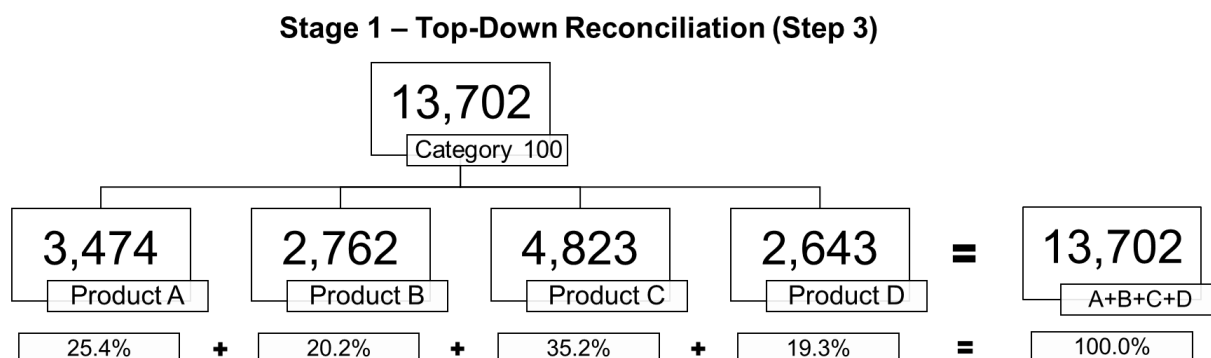 Stage 1 – Top-Down Reconciliation (Step 3)
13,702
Category 100
3,474 2,762 4,823 2,643 = 13,702
Product A Product B Product C Product D A+B+C+D
25.4% + 20.2% + 35.2% + 19.3% = 100.0%